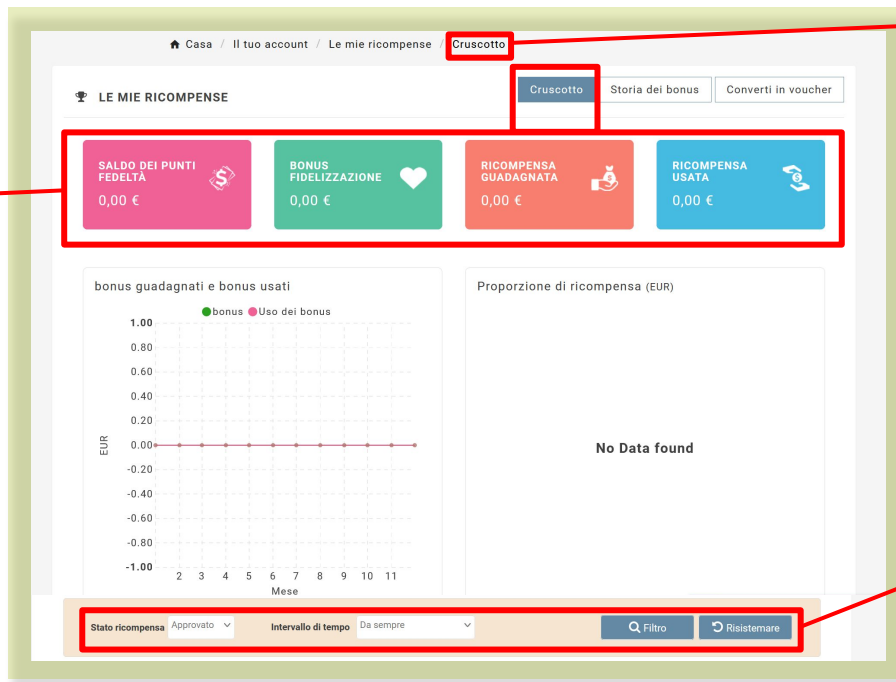 Casa / Il tuo account / Le mie ricompense / Cruscotto
LE MIE RICOMPENSE
Cruscotto Storia dei bonus Converti in voucher
SALDO DEI PUNTI
FEDELTÀ
0,00 €
BONUS
FIDELIZZAZIONE
0,00 €
RICOMPENSA
GUADAGNATA
0,00 €
RICOMPENSA
USATA
0,00 €
bonus guadagnati e bonus usati
bonus Uso dei bonus
1.00
0.80
0.60
0.40
0.20
0.00
-0.20
-0.40
-0.60
-0.80
-1.00
EUR
2 3 4 5 6 7 8 9 10 11
Mese
Proporzione di ricompensa (EUR)
No Data found
Stato ricompensa Approvato Intervallo di tempo Da sempre Filtro Risistemare